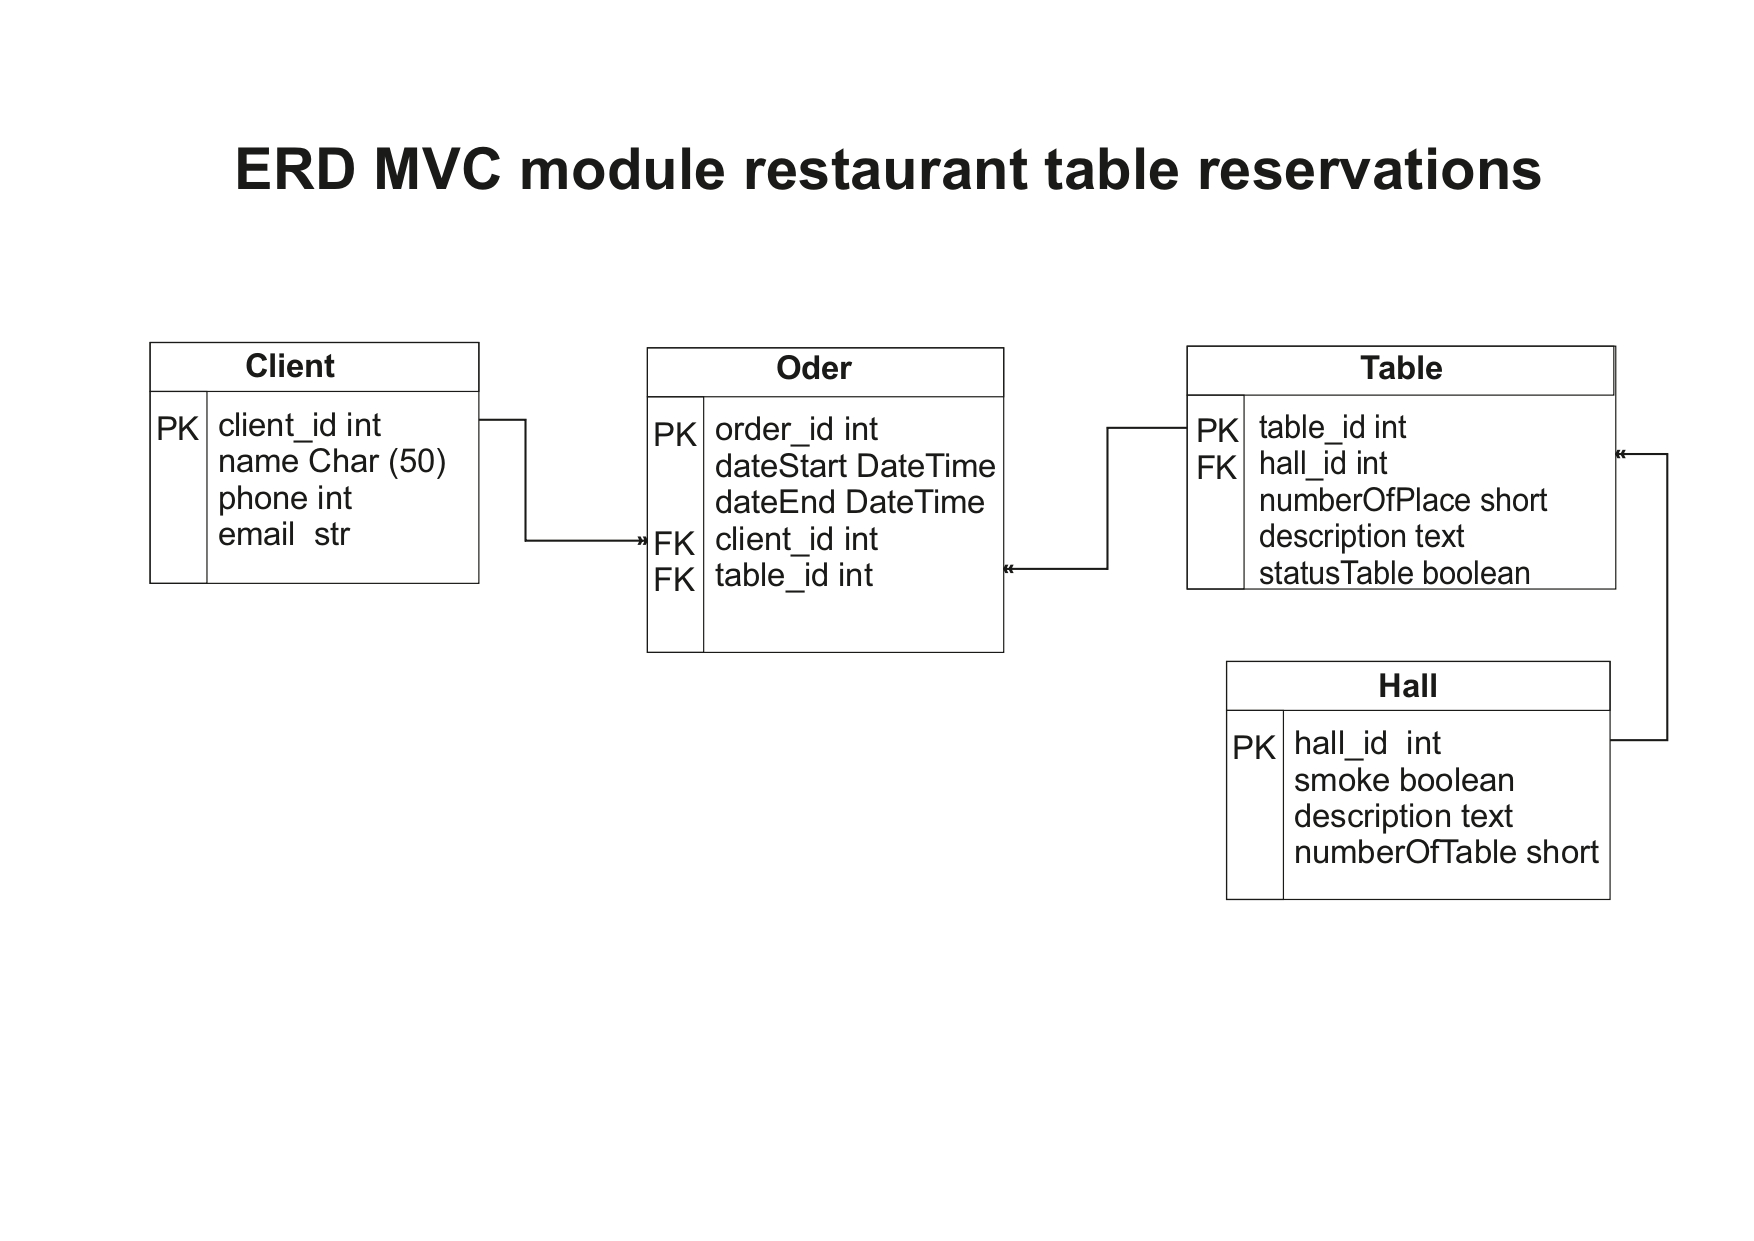 ERD MVC module restaurant table reservations
Client
PK client_id int
name Char (50)
phone int
email str
Oder
PK order_id int
dateStart DateTime
dateEnd DateTime
FK client_id int
FK table_id int
Table
PK table_id int
FK hall_id int
numberOfPlace short
description text
statusTable boolean
Hall
PK hall_id int
smoke boolean
description text
numberOfTable short